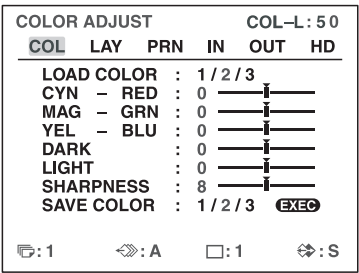 COLOR ADJUST COL–L:50
COL LAY PRN IN OUT HD
LOAD COLOR : 1/2/3
CYN – RED : 0
MAG – GRN : 0
YEL – BLU : 0
DARK : 0
LIGHT : 0
SHARPNESS : 8
SAVE COLOR : 1/2/3 EXEC
:1 :A :1 :S